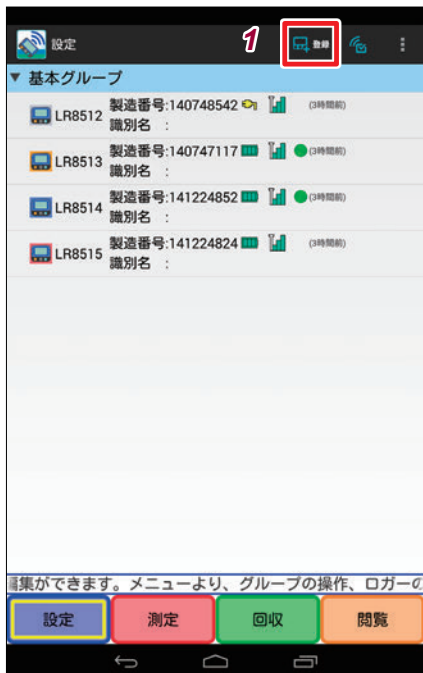 設定
1
登録
▼ 基本グループ
LR8512 製造番号:140748542 (3時間前)
識別名 :
LR8513 製造番号:140747117 (3時間前)
識別名 :
LR8514 製造番号:141224852 (3時間前)
識別名 :
LR8515 製造番号:141224824 (3時間前)
識別名 :
編集ができます。メニューより、グループの操作、ロガーの
設定 測定 回収 閲覧